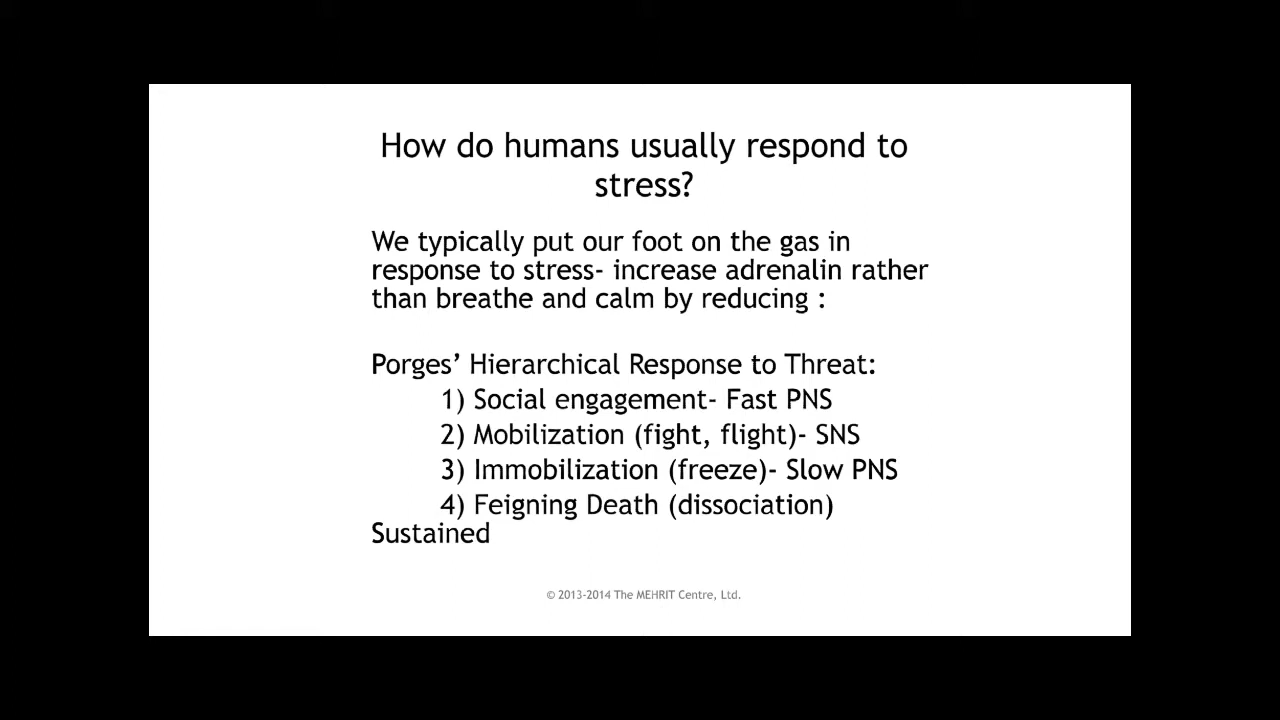 How do humans usually respond to
stress?
We typically put our foot on the gas in
response to stress- increase adrenalin rather
than breathe and calm by reducing :
Porges’ Hierarchical Response to Threat:
1) Social engagement- Fast PNS
2) Mobilization (fight, flight)- SNS
3) Immobilization (freeze)- Slow PNS
4) Feigning Death (dissociation)
Sustained
© 2013-2014 The MEHRIT Centre, Ltd.